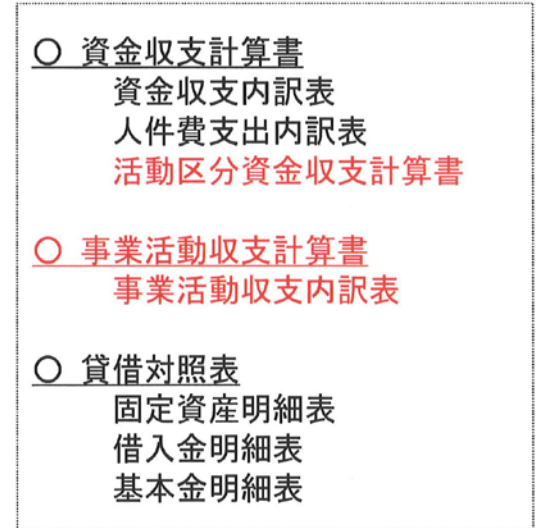 ○ 資金収支計算書
資金収支内訳表
人件費支出内訳表
活動区分資金収支計算書
○ 事業活動収支計算書
事業活動収支内訳表
○ 貸借対照表
固定資産明細表
借入金明細表
基本金明細表